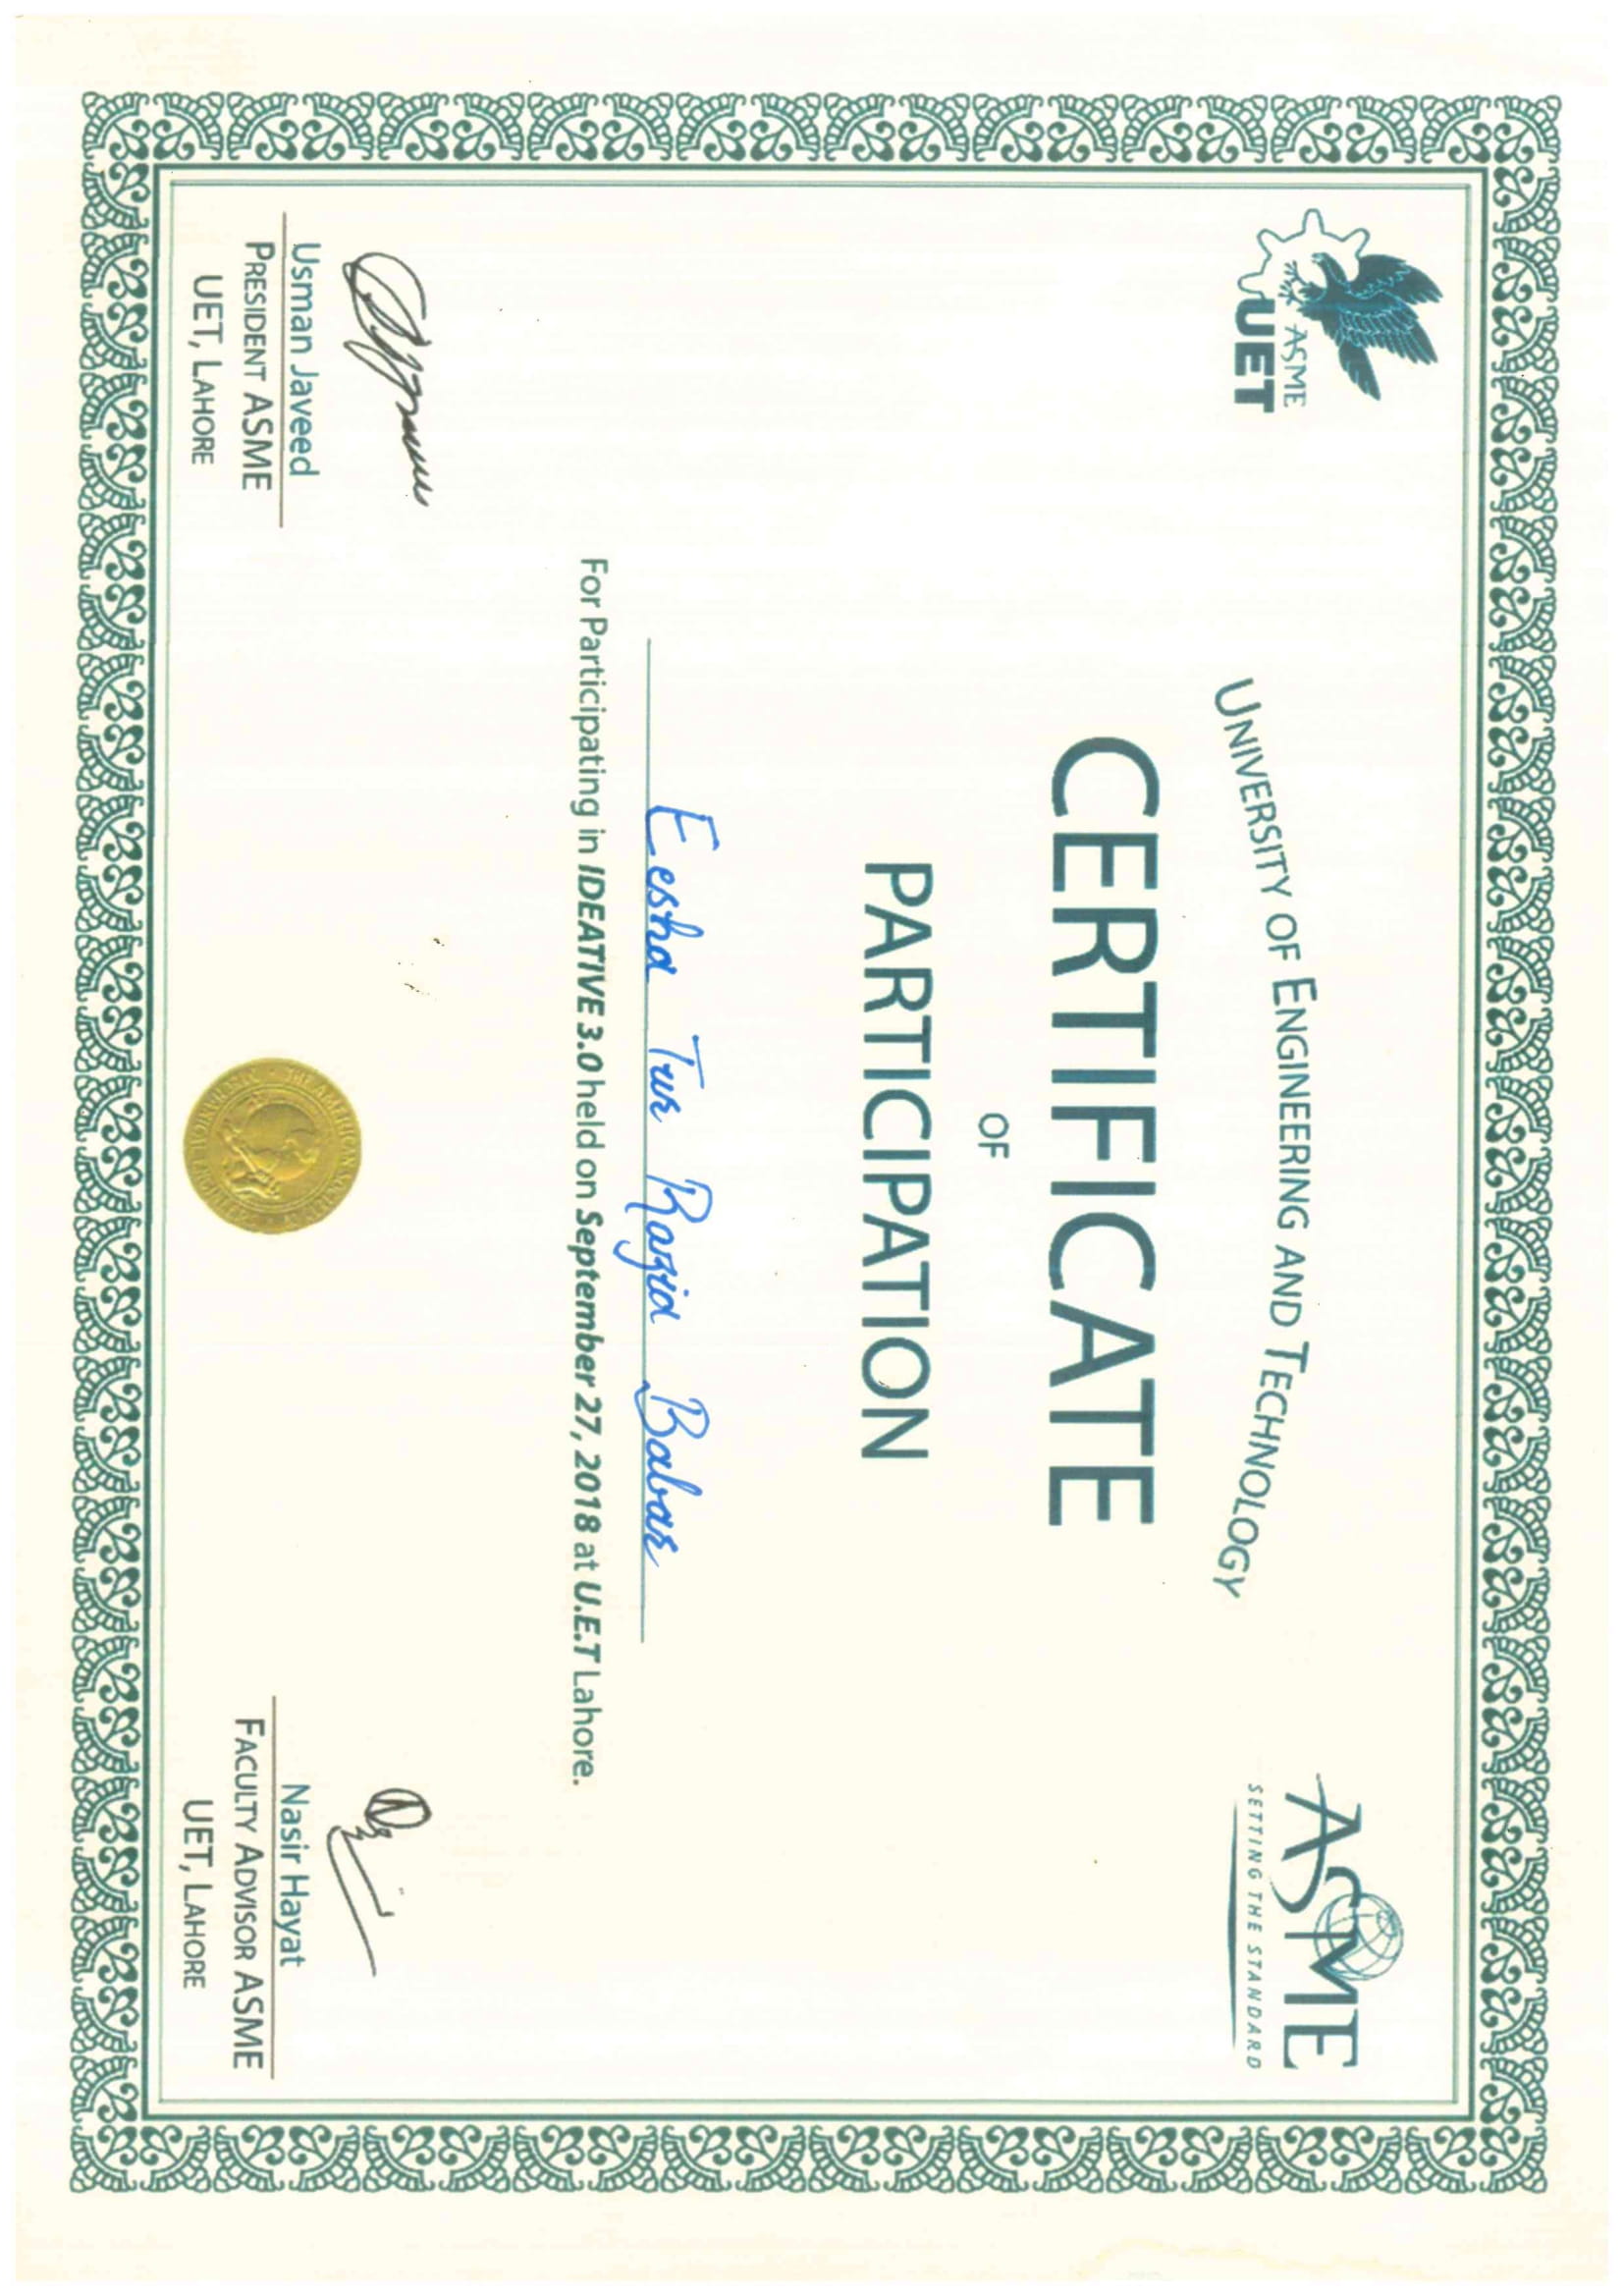 ASME
UET
ASME
SETTING THE STANDARD
UNIVERSITY OF ENGINEERING AND TECHNOLOGY
CERTIFICATE
OF
PARTICIPATION
Eesha Tur Razia Babar
For Participating in IDEATIVE 3.0 held on September 27, 2018 at U.E.T Lahore.
Usman Javeed
PRESIDENT ASME
UET, LAHORE
THE AMERICAN SOCIETY OF
Nasir Hayat
FACULTY ADVISOR ASME
UET, LAHORE